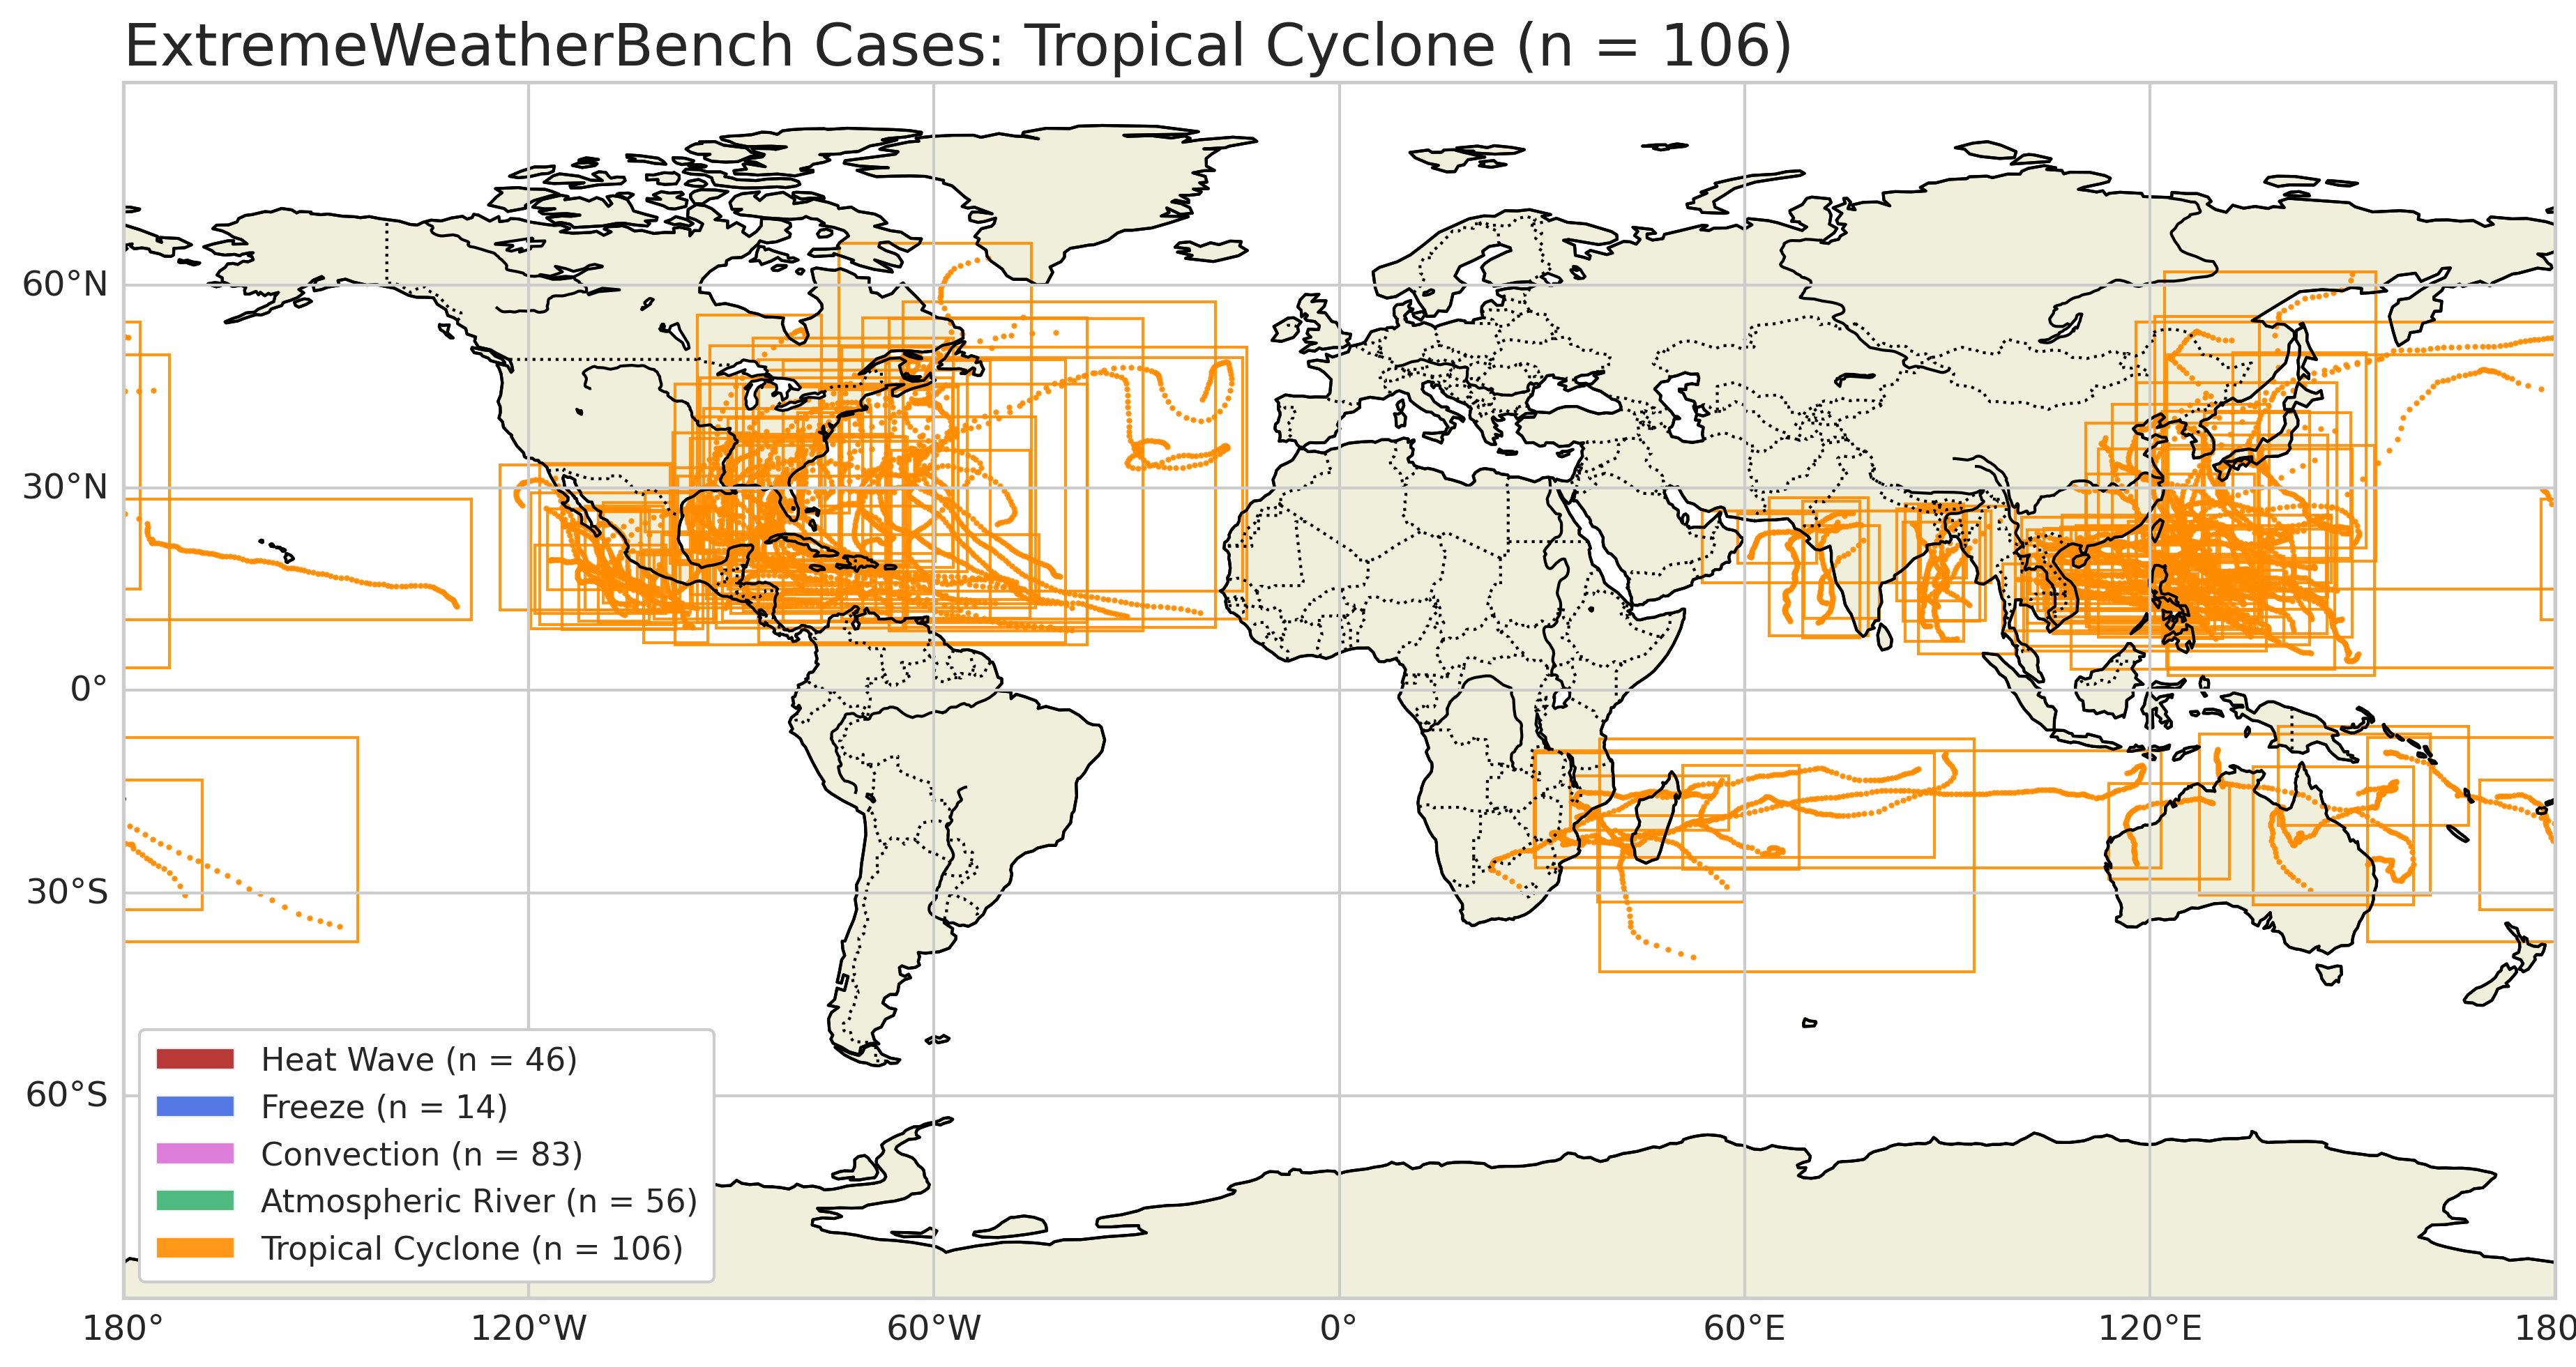 ExtremeWeatherBench Cases: Tropical Cyclone (n = 106)
60°N
30°N
0°
30°S
60°S
Heat Wave (n = 46)
Freeze (n = 14)
Convection (n = 83)
Atmospheric River (n = 56)
Tropical Cyclone (n = 106)
180° 120°W 60°W 0° 60°E 120°E 180